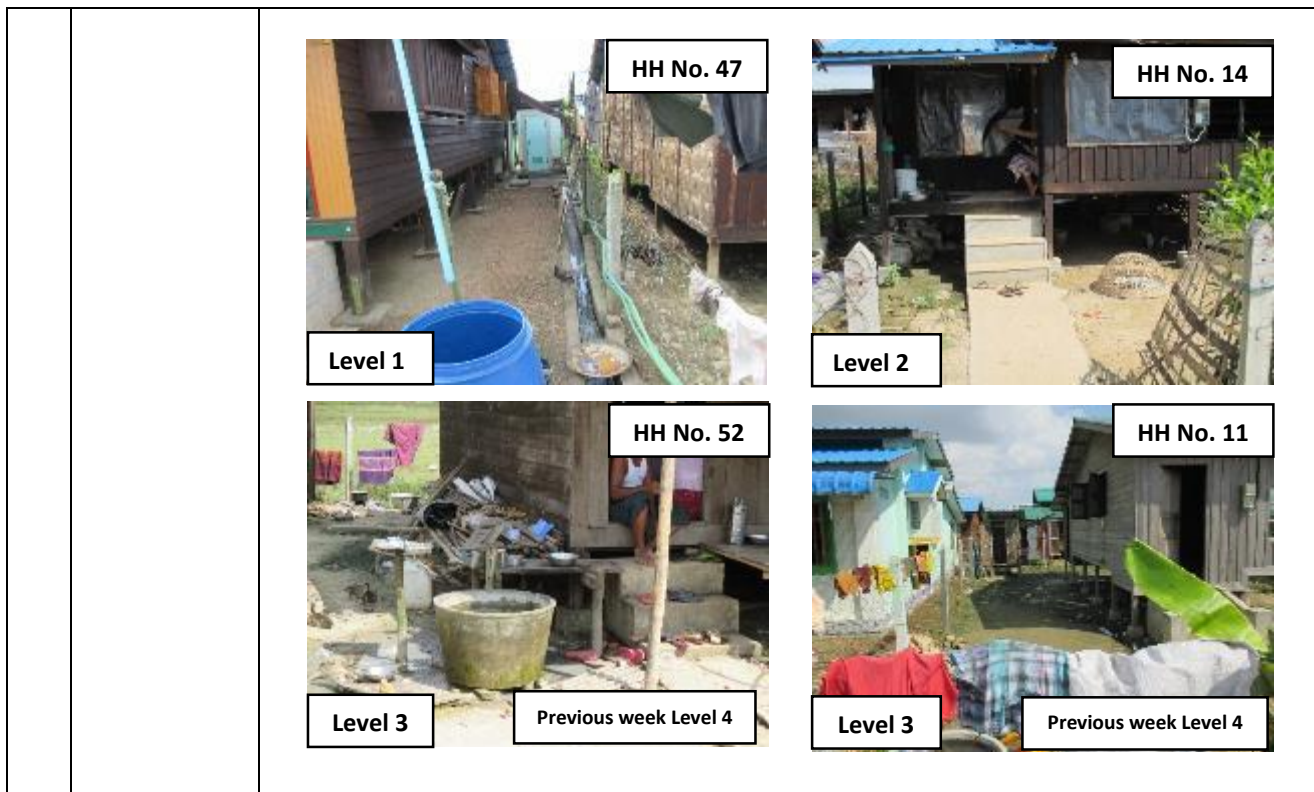 HH No. 47
Level 1
HH No. 14
Level 2
HH No. 52
Level 3
Previous week Level 4
HH No. 11
Level 3
Previous week Level 4